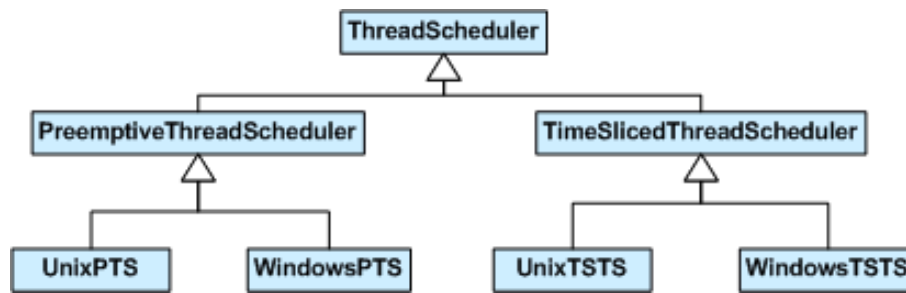 ThreadScheduler
PreemptiveThreadScheduler
TimeSlicedThreadScheduler
UnixPTS
WindowsPTS
UnixTSTS
WindowsTSTS